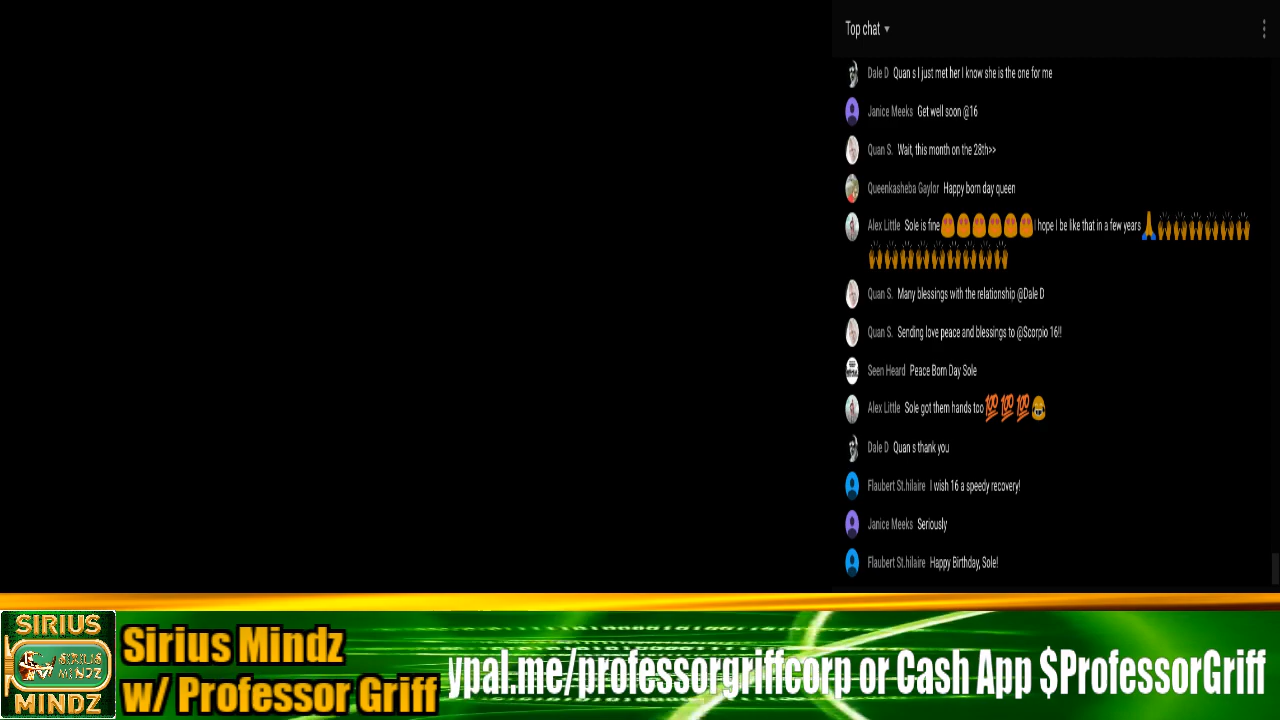 Top chat
Dale D Quan s I just met her I know she is the one for me
Janice Meeks Get well soon @16
Quan S. Wait, this month on the 28th>>
Queenkasheba Gaylor Happy born day queen
Alex Little Sole is fine😍😍😍😍😍😍I hope I be like that in a few years🙏🙌🙌🙌🙌🙌🙌
🙌🙌🙌🙌🙌🙌🙌🙌🙌
Quan S. Many blessings with the relationship @Dale D
Quan S. Sending love peace and blessings to @Scorpio 16!!
Seen Heard Peace Born Day Sole
Alex Little Sole got them hands too 💯💯💯😂
Dale D Quan s thank you
Flaubert St.hilaire I wish 16 a speedy recovery!
Janice Meeks Seriously
Flaubert St.hilaire Happy Birthday, Sole!
SIRIUS
SIRIUS
MINDZ
MINDZ
Sirius Mindz
w/ Professor Griff
ypal.me/professorgriffcorp or Cash App $ProfessorGriff